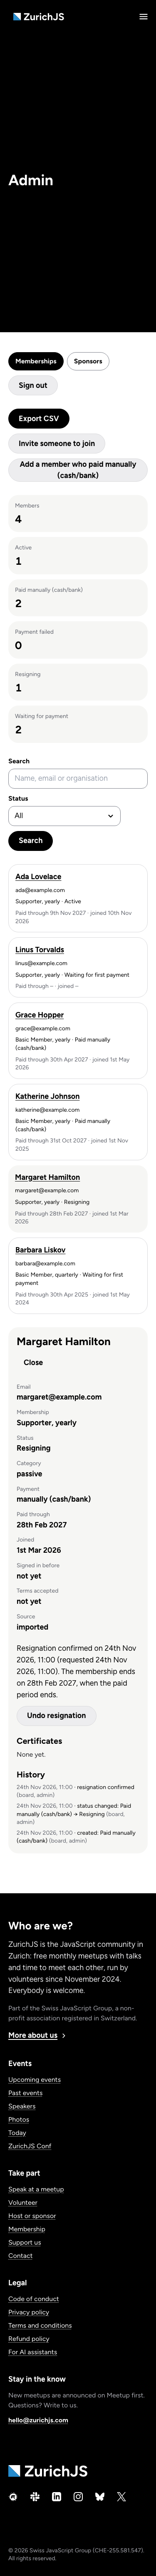 ZurichJS
Admin
Memberships
Sponsors
Sign out
Export CSV
Invite someone to join
Add a member who paid manually
(cash/bank)
Members
4
Active
1
Paid manually (cash/bank)
2
Payment failed
0
Resigning
1
Waiting for payment
2
Search
Name, email or organisation
Status
All
Search
Ada Lovelace
ada@example.com
Supporter, yearly · Active
Paid through 9th Nov 2027 · joined 10th Nov
2026
Linus Torvalds
linus@example.com
Supporter, yearly · Waiting for payment
Paid through – · joined –
Grace Hopper
grace@example.com
Basic Member, yearly · Paid manually
(cash/bank)
Paid through 30th Apr 2027 · joined 1st May
2026
Katherine Johnson
katherine@example.com
Basic Member, yearly · Paid manually
(cash/bank)
Paid through 31st Oct 2027 · joined 1st Nov
2025
Margaret Hamilton
margaret@example.com
Supporter, yearly · Resigning
Paid through 28th Feb 2027 · joined 1st Mar
2026
Barbara Liskov
barbara@example.com
Basic Member, quarterly · Waiting for first
payment
Paid through 30th Apr 2025 · joined 1st May
2024
Margaret Hamilton
Close
Email
margaret@example.com
Membership
Supporter, yearly
Status
Resigning
Category
passive
Payment
manually (cash/bank)
Paid through
28th Feb 2027
Joined
1st Mar 2026
Signed in before
not yet
Terms accepted
not yet
Source
imported
Resignation confirmed on 24th Nov
2026, 11:00 (requested 24th Nov
2026, 11:00). The membership ends
on 28th Feb 2027, when the paid
period ends.
Undo resignation
Certificates
None yet.
History
24th Nov 2026, 11:00 · resignation confirmed
(board, admin)
24th Nov 2026, 11:00 · status changed: Paid
manually (cash/bank) → Resigning (board,
admin)
24th Nov 2026, 11:00 · created: Paid manually
(cash/bank) (board, admin)
Who are we?
ZurichJS is the JavaScript community in
Zurich: free monthly meetups with talks
and time to meet each other, run by
volunteers since November 2024.
Everybody is welcome.
Part of the Swiss JavaScript Group, a non-
profit association registered in Switzerland.
More about us
Events
Upcoming events
Past events
Speakers
Photos
Today
ZurichJS Conf
Take part
Speak at a meetup
Volunteer
Host or sponsor
Membership
Support us
Contact
Legal
Code of conduct
Privacy policy
Terms and conditions
Refund policy
For AI assistants
Stay in the know
New meetups are announced on Meetup first.
Questions? Write to us.
hello@zurichjs.com
ZurichJS
© 2026 Swiss JavaScript Group (CHE-255.581.547).
All rights reserved.